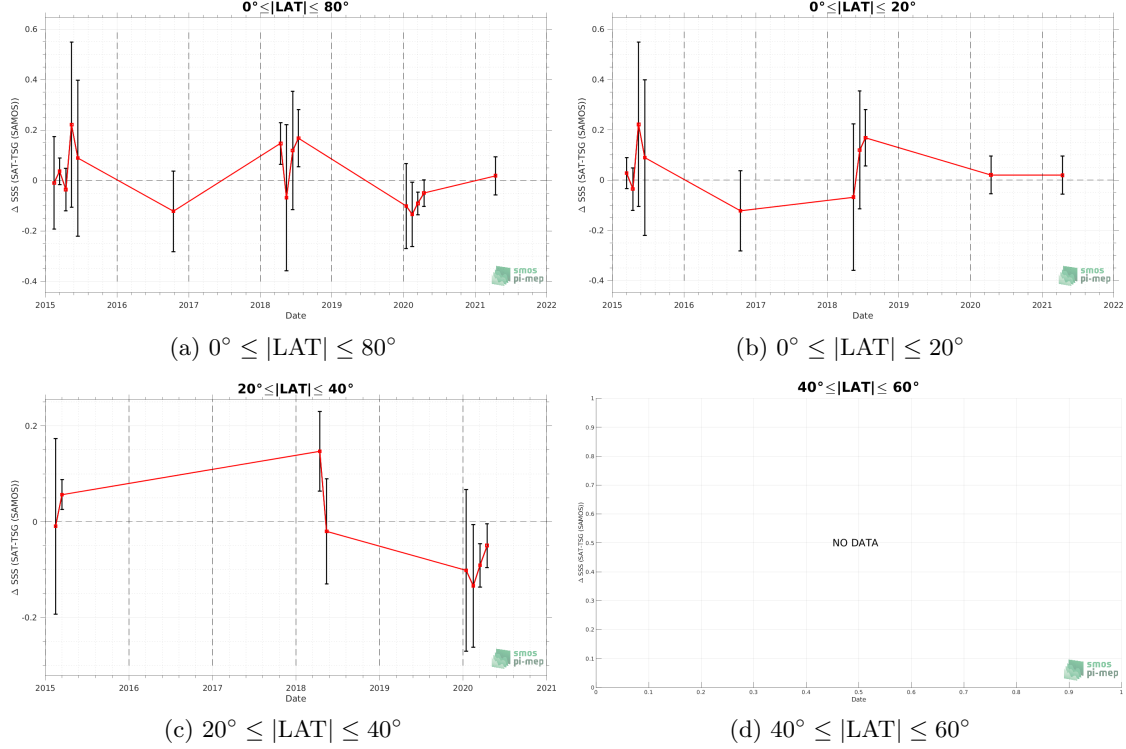 0°≤|LAT|≤ 80°
Δ SSS (SAT-TSG (SAMOS))
0.6
0.4
0.2
0
-0.2
-0.4
2015 2016 2017 2018 2019 2020 2021 2022
Date
smos
pi-mep
(a) 0° ≤ |LAT| ≤ 80°
0°≤|LAT|≤ 20°
Δ SSS (SAT-TSG (SAMOS))
0.6
0.4
0.2
0
-0.2
-0.4
2015 2016 2017 2018 2019 2020 2021 2022
Date
smos
pi-mep
(b) 0° ≤ |LAT| ≤ 20°
20°≤|LAT|≤ 40°
Δ SSS (SAT-TSG (SAMOS))
0.2
0
-0.2
2015 2016 2017 2018 2019 2020 2021
Date
smos
pi-mep
(c) 20° ≤ |LAT| ≤ 40°
40°≤|LAT|≤ 60°
Δ SSS (SAT-TSG (SAMOS))
1
0.9
0.8
0.7
0.6
0.5
0.4
0.3
0.2
0.1
0
NO DATA
0 0.1 0.2 0.3 0.4 0.5 0.6 0.7 0.8 0.9 1
Date
smos
pi-mep
(d) 40° ≤ |LAT| ≤ 60°